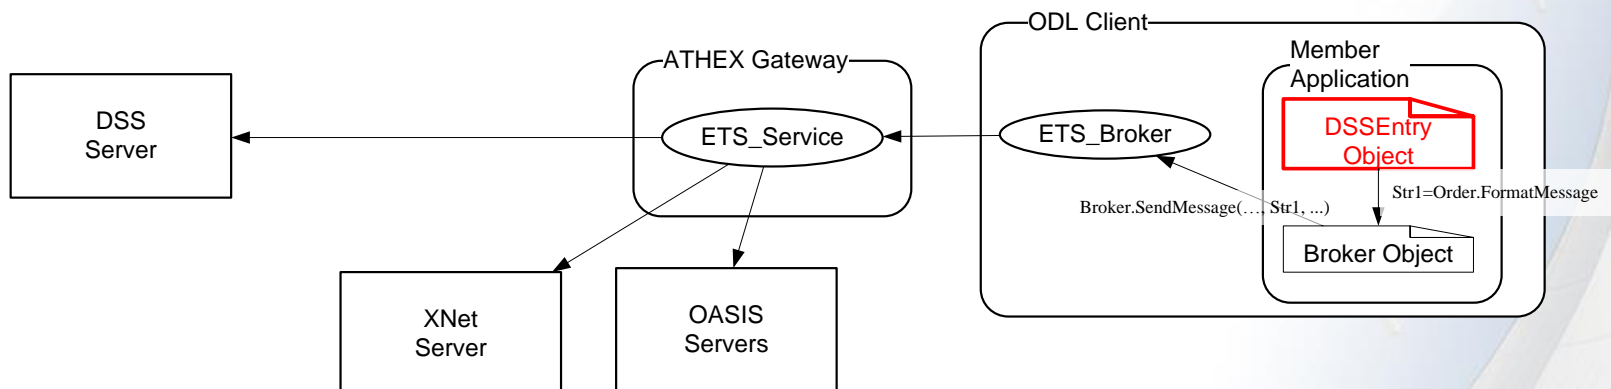 ODL Client
ATHEX Gateway
Member
Application
DSS
Server
ETS_Service
ETS_Broker
DSSEntry
Object
Str1=Order.FormatMessage
Broker.SendMessage(…, Str1, ...)
Broker Object
XNet
Server
OASIS
Servers